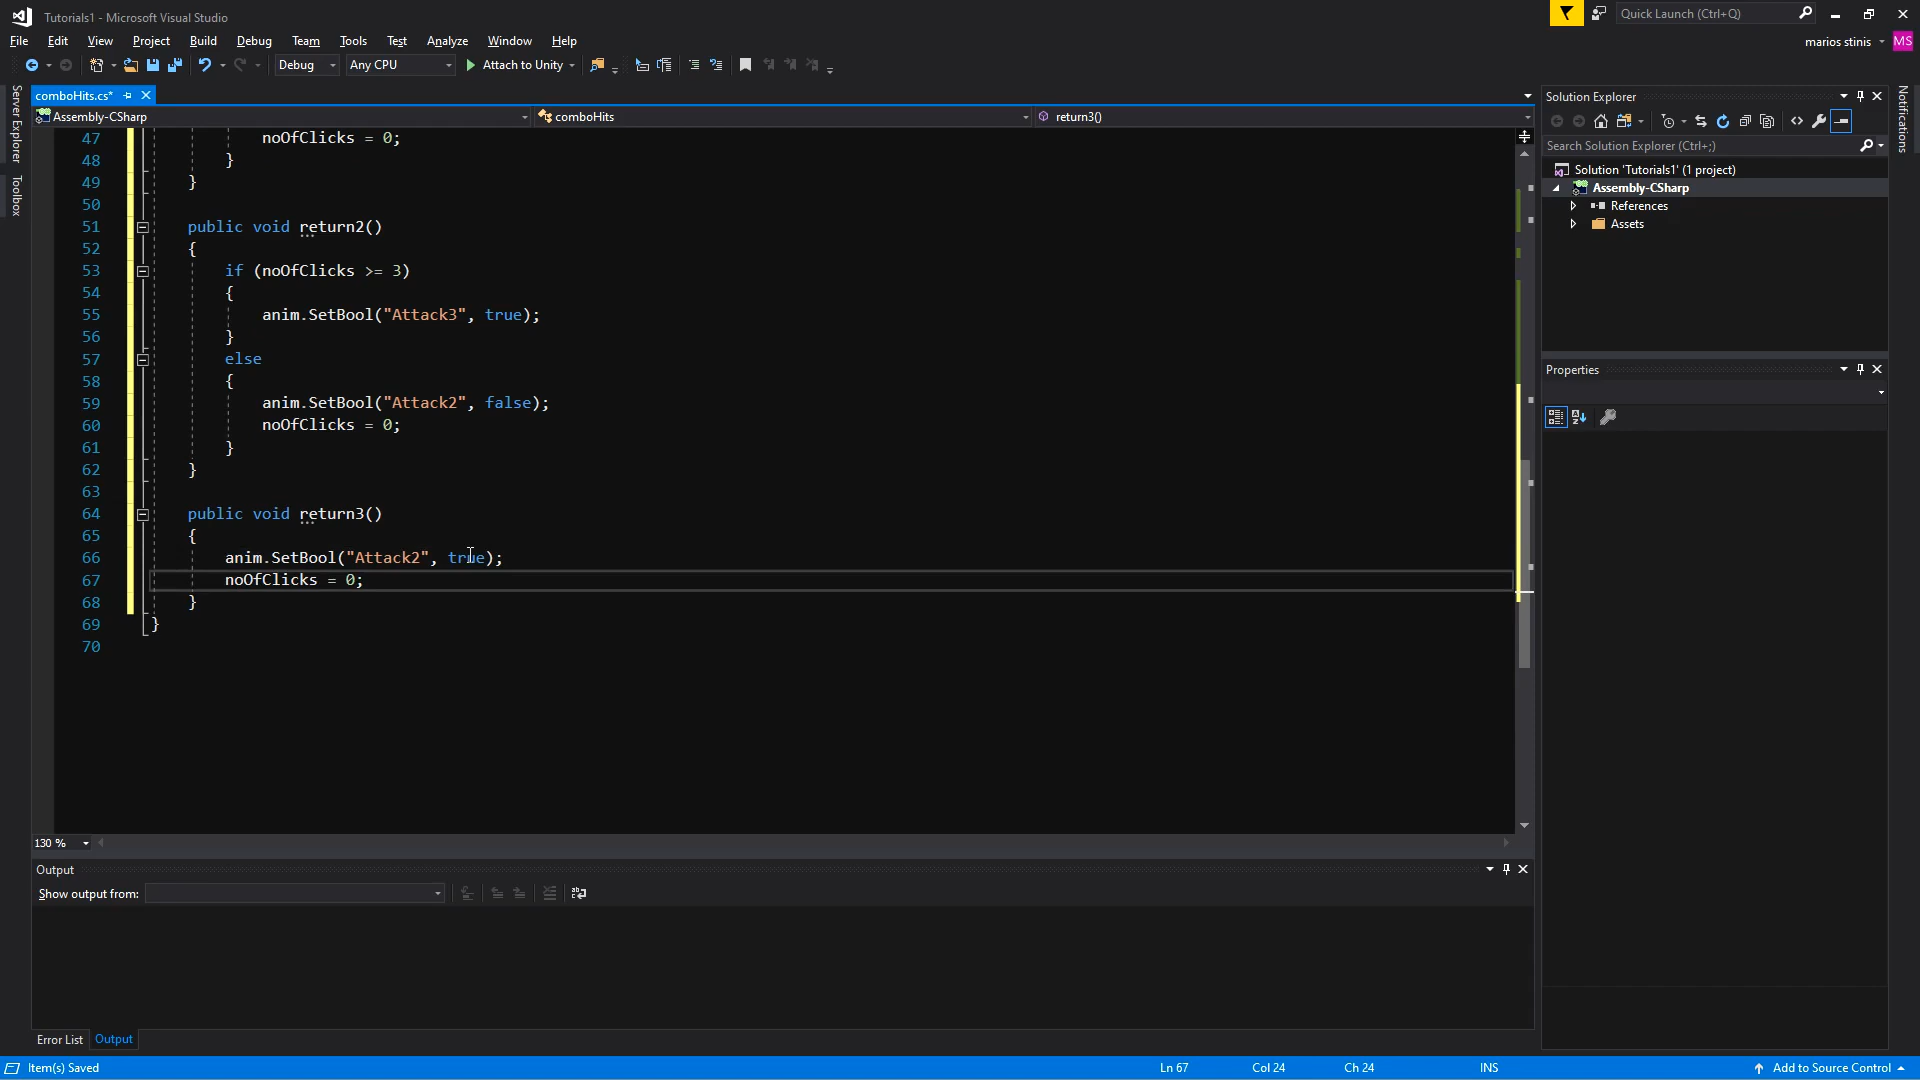 Tutorials1 - Microsoft Visual Studio
Quick Launch (Ctrl+Q)
File Edit View Project Build Debug Team Tools Test Analyze Window Help
marios stinis MS
Debug Any CPU Attach to Unity
Server Explorer
Toolbox
comboHits.cs*
Assembly-CSharp comboHits return3()
47 noOfClicks = 0;
48 }
49 }
50
51 public void return2()
52 {
53 if (noOfClicks >= 3)
54 {
55 anim.SetBool("Attack3", true);
56 }
57 else
58 {
59 anim.SetBool("Attack2", false);
60 noOfClicks = 0;
61 }
62 }
63
64 public void return3()
65 {
66 anim.SetBool("Attack2", true);
67 noOfClicks = 0;
68 }
69 }
70
130 %
Output
Show output from:
Error List Output
Solution Explorer
Search Solution Explorer (Ctrl+;)
Solution 'Tutorials1' (1 project)
Assembly-CSharp
References
Assets
Properties
Notifications
Item(s) Saved Ln 67 Col 24 Ch 24 INS Add to Source Control